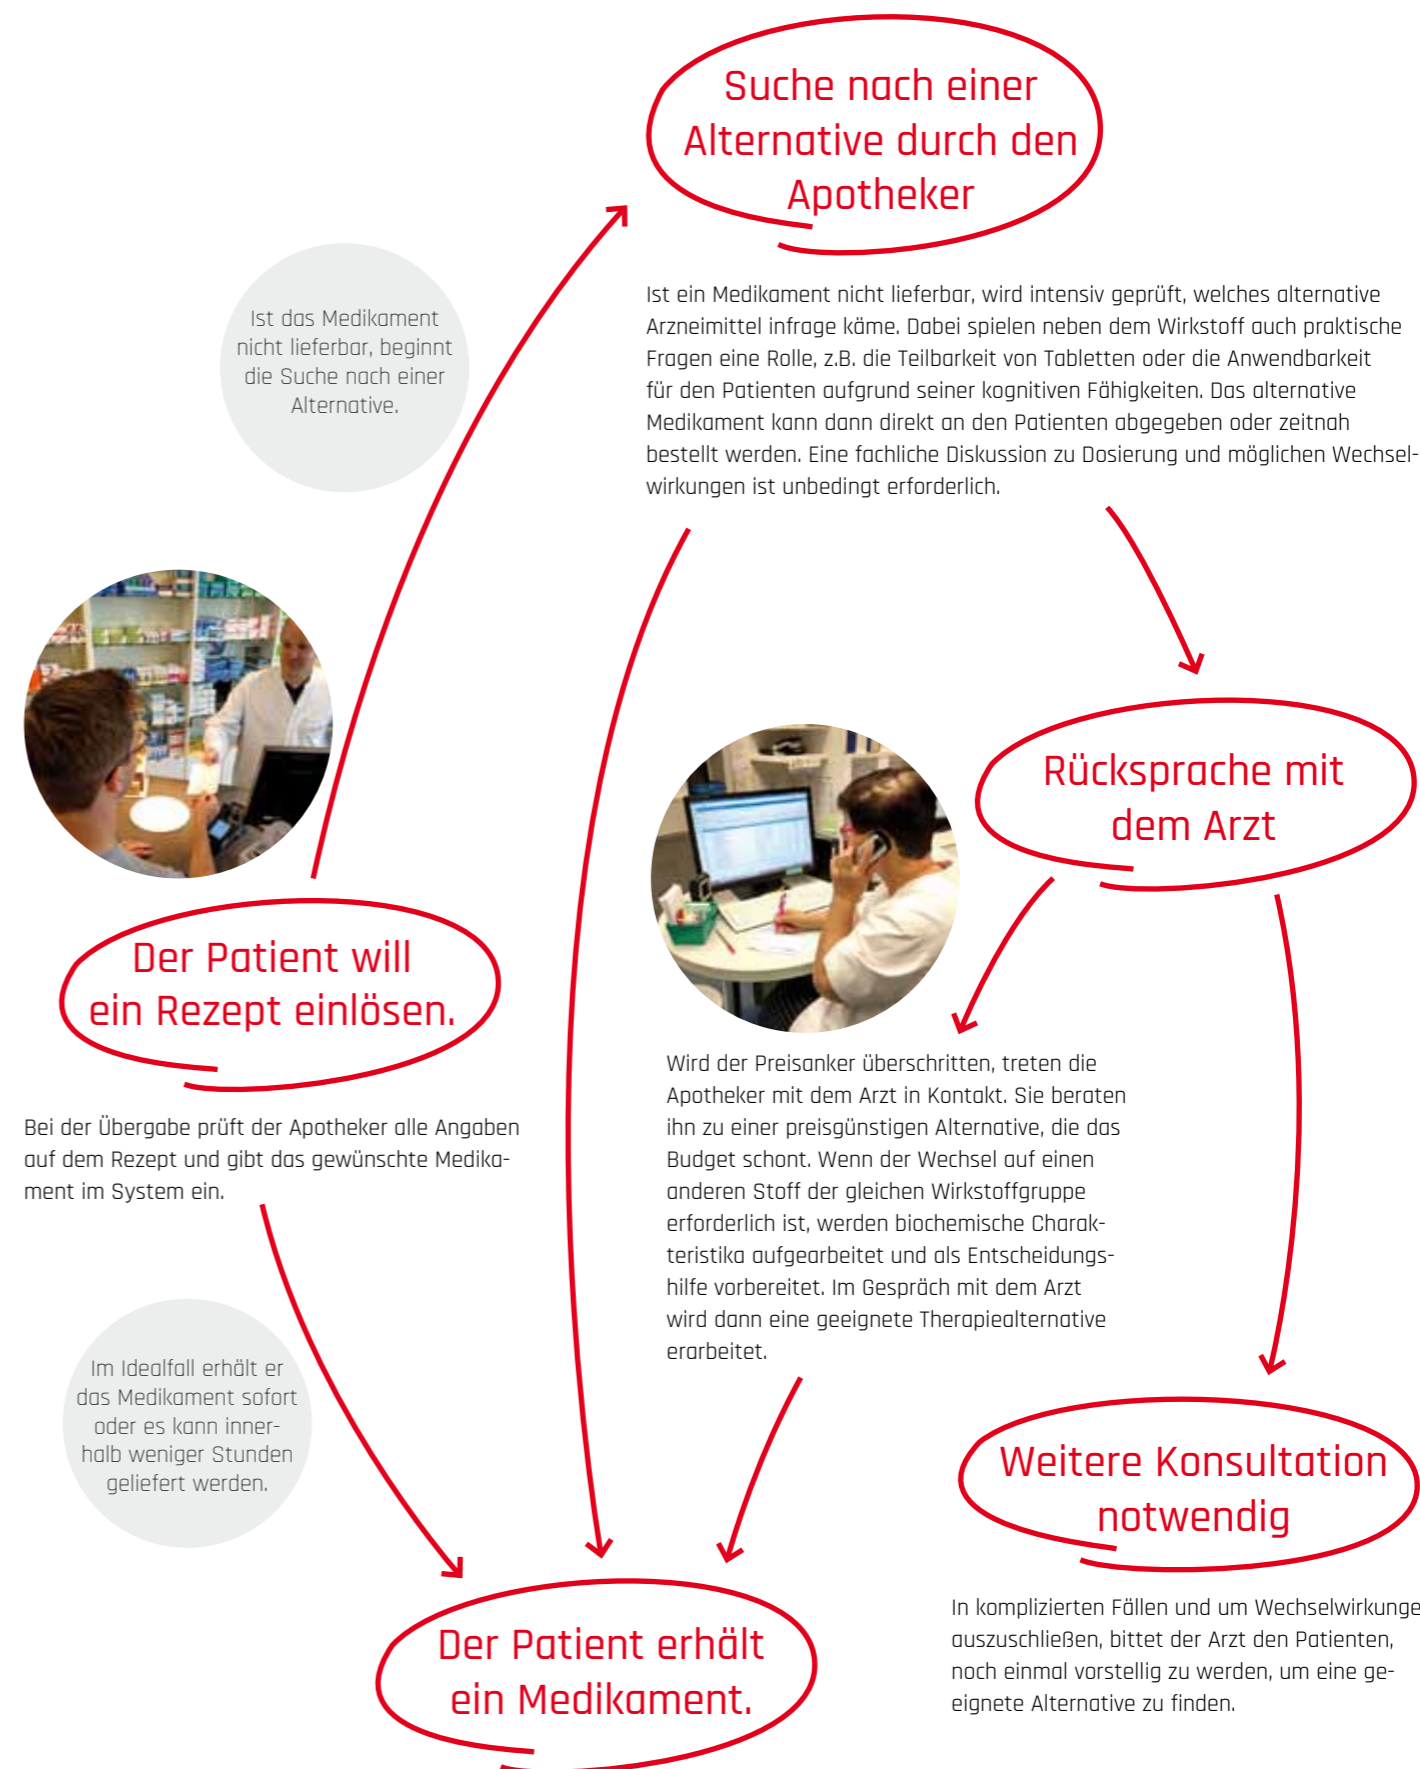 Suche nach einer
Alternative durch den
Apotheker
Ist das Medikament
nicht lieferbar, beginnt
die Suche nach einer
Alternative.
Ist ein Medikament nicht lieferbar, wird intensiv geprüft, welches alternative
Arzneimittel infrage käme. Dabei spielen neben dem Wirkstoff auch praktische
Fragen eine Rolle, z.B. die Teilbarkeit von Tabletten oder die Anwendbarkeit
für den Patienten aufgrund seiner kognitiven Fähigkeiten. Das alternative
Medikament kann dann direkt an den Patienten abgegeben oder zeitnah
bestellt werden. Eine fachliche Diskussion zu Dosierung und möglichen Wechsel-
wirkungen ist unbedingt erforderlich.
Rücksprache mit
dem Arzt
Der Patient will
ein Rezept einlösen.
Bei der Übergabe prüft der Apotheker alle Angaben
auf dem Rezept und gibt das gewünschte Medika-
ment im System ein.
Wird der Preisanker überschritten, treten die
Apotheker mit dem Arzt in Kontakt. Sie beraten
ihn zu einer preisgünstigen Alternative, die das
Budget schont. Wenn der Wechsel auf einen
anderen Stoff der gleichen Wirkstoffgruppe
erforderlich ist, werden biochemische Charak-
teristika aufgearbeitet und als Entscheidungs-
hilfe vorbereitet. Im Gespräch mit dem Arzt
wird dann eine geeignete Therapiealternative
erarbeitet.
Im Idealfall erhält er
das Medikament sofort
oder es kann inner-
halb weniger Stunden
geliefert werden.
Weitere Konsultation
notwendig
In komplizierten Fällen und um Wechselwirkunge
auszuschließen, bittet der Arzt den Patienten,
noch einmal vorstellig zu werden, um eine ge-
eignete Alternative zu finden.
Der Patient erhält
ein Medikament.